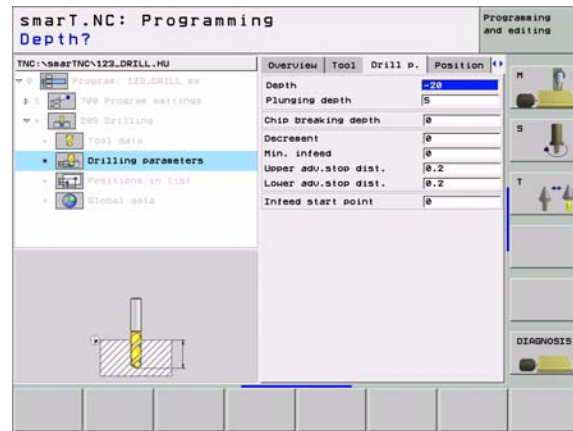 smarT.NC: Programming
Depth?
Programming and editing
TNC:\smarTNC\123_DRILL.HU
0 Program: 123_DRILL mm
1 700 Program settings
205 Drilling
Tool data
Drilling parameters
Positions in list
Global data
Overview Tool Drill p. Position
Depth -20
Plunging depth 5
Chip breaking depth 0
Decrement 0
Min. infeed 0
Upper adv.stop dist. 0.2
Lower adv.stop dist. 0.2
Infeed start point 0
M
S
T
DIAGNOSIS